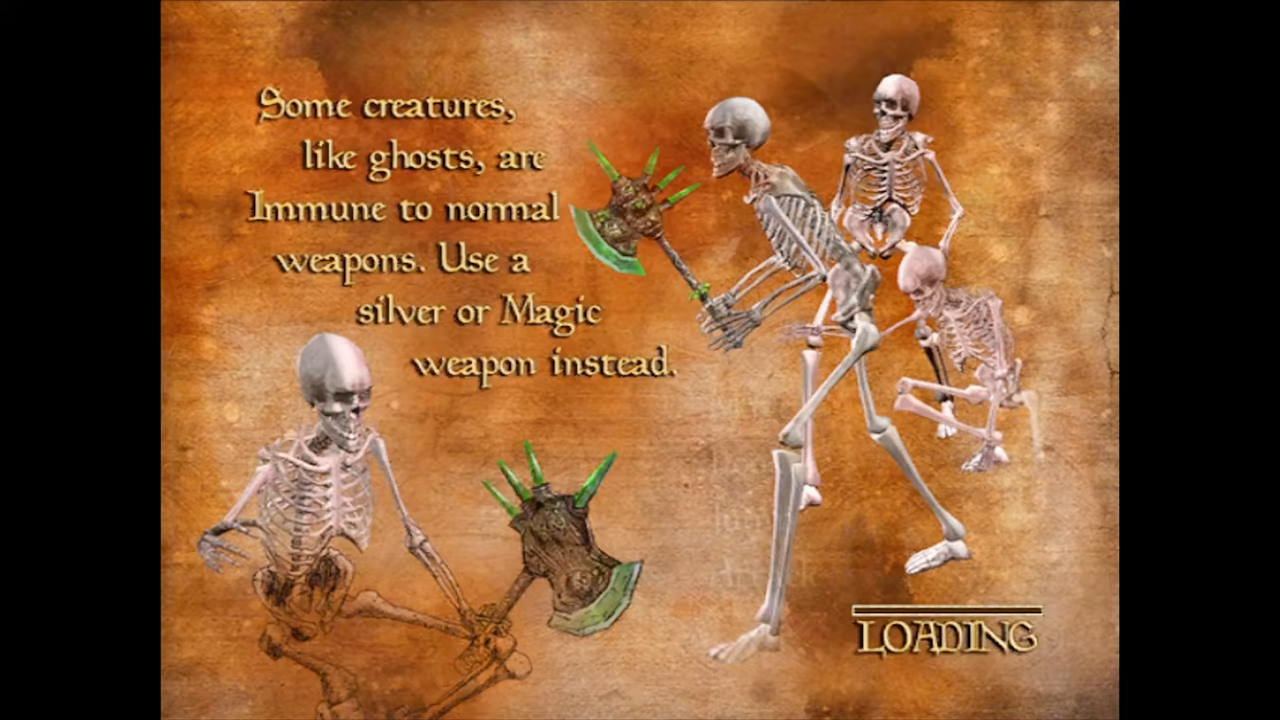 Some creatures,
like ghosts, are
Immune to normal
weapons. Use a
silver or Magic
weapon instead.
LOADING